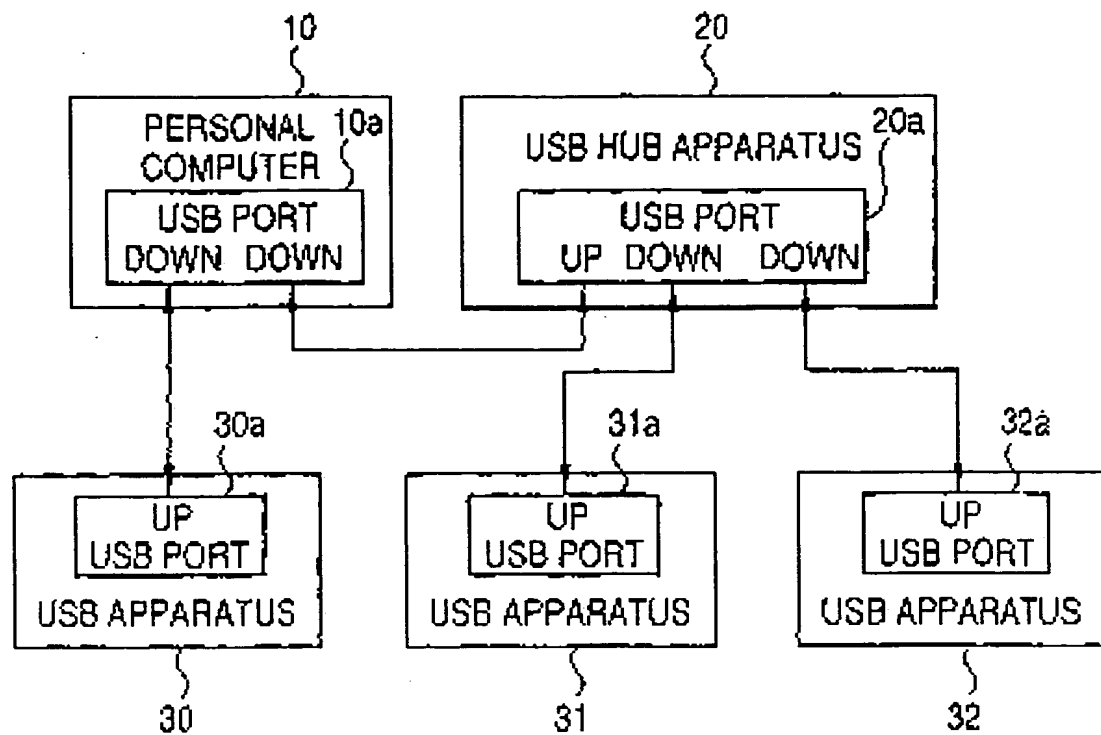 10
20
PERSONAL
COMPUTER
10a
USB PORT
DOWN DOWN
USB HUB APPARATUS
20a
USB PORT
UP DOWN DOWN
30a
UP
USB PORT
USB APPARATUS
30
31a
UP
USB PORT
USB APPARATUS
31
32a
UP
USB PORT
USB APPARATUS
32